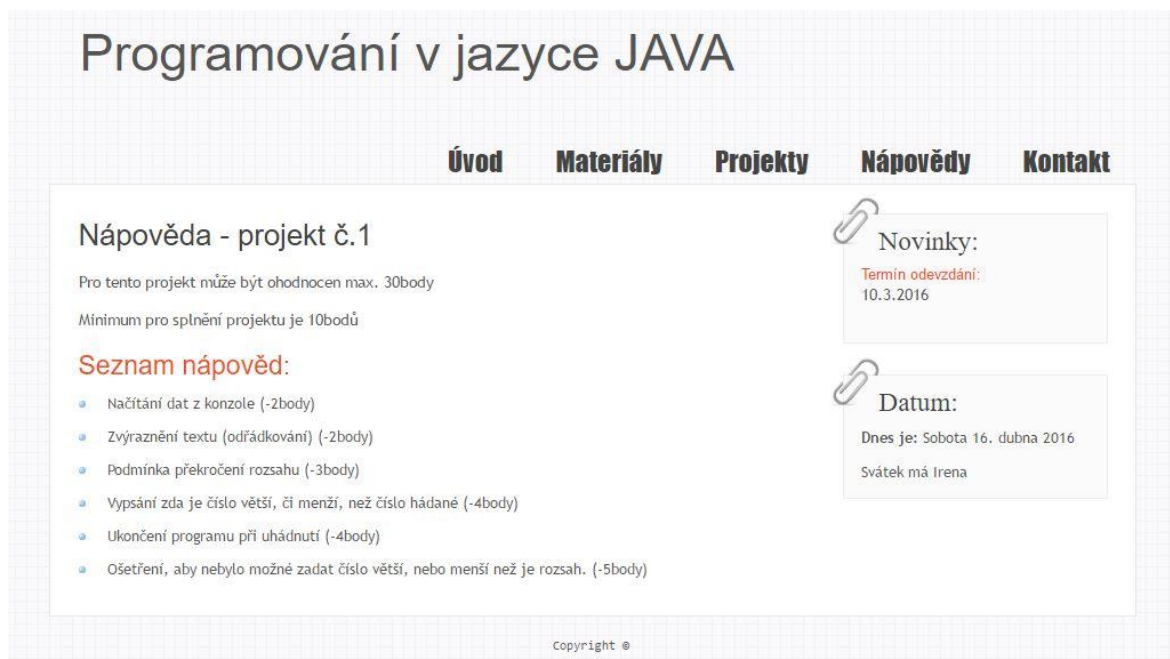 Programování v jazyce JAVA
Úvod Materiály Projekty Nápovědy Kontakt
Nápověda - projekt č.1
Pro tento projekt může být ohodnocen max. 30body
Minimum pro splnění projektu je 10bodů
Seznam nápověd:
Načítání dat z konzole (-2body)
Zvýraznění textu (odřádkování) (-2body)
Podmínka překročení rozsahu (-3body)
Vypsání zda je číslo větší, či menží, než číslo hádané (-4body)
Ukončení programu při uhádnutí (-4body)
Ošetření, aby nebylo možné zadat číslo větší, nebo menší než je rozsah. (-5body)
Novinky:
Termín odevzdání:
10.3.2016
Datum:
Dnes je: Sobota 16. dubna 2016
Svátek má Irena
Copyright ©